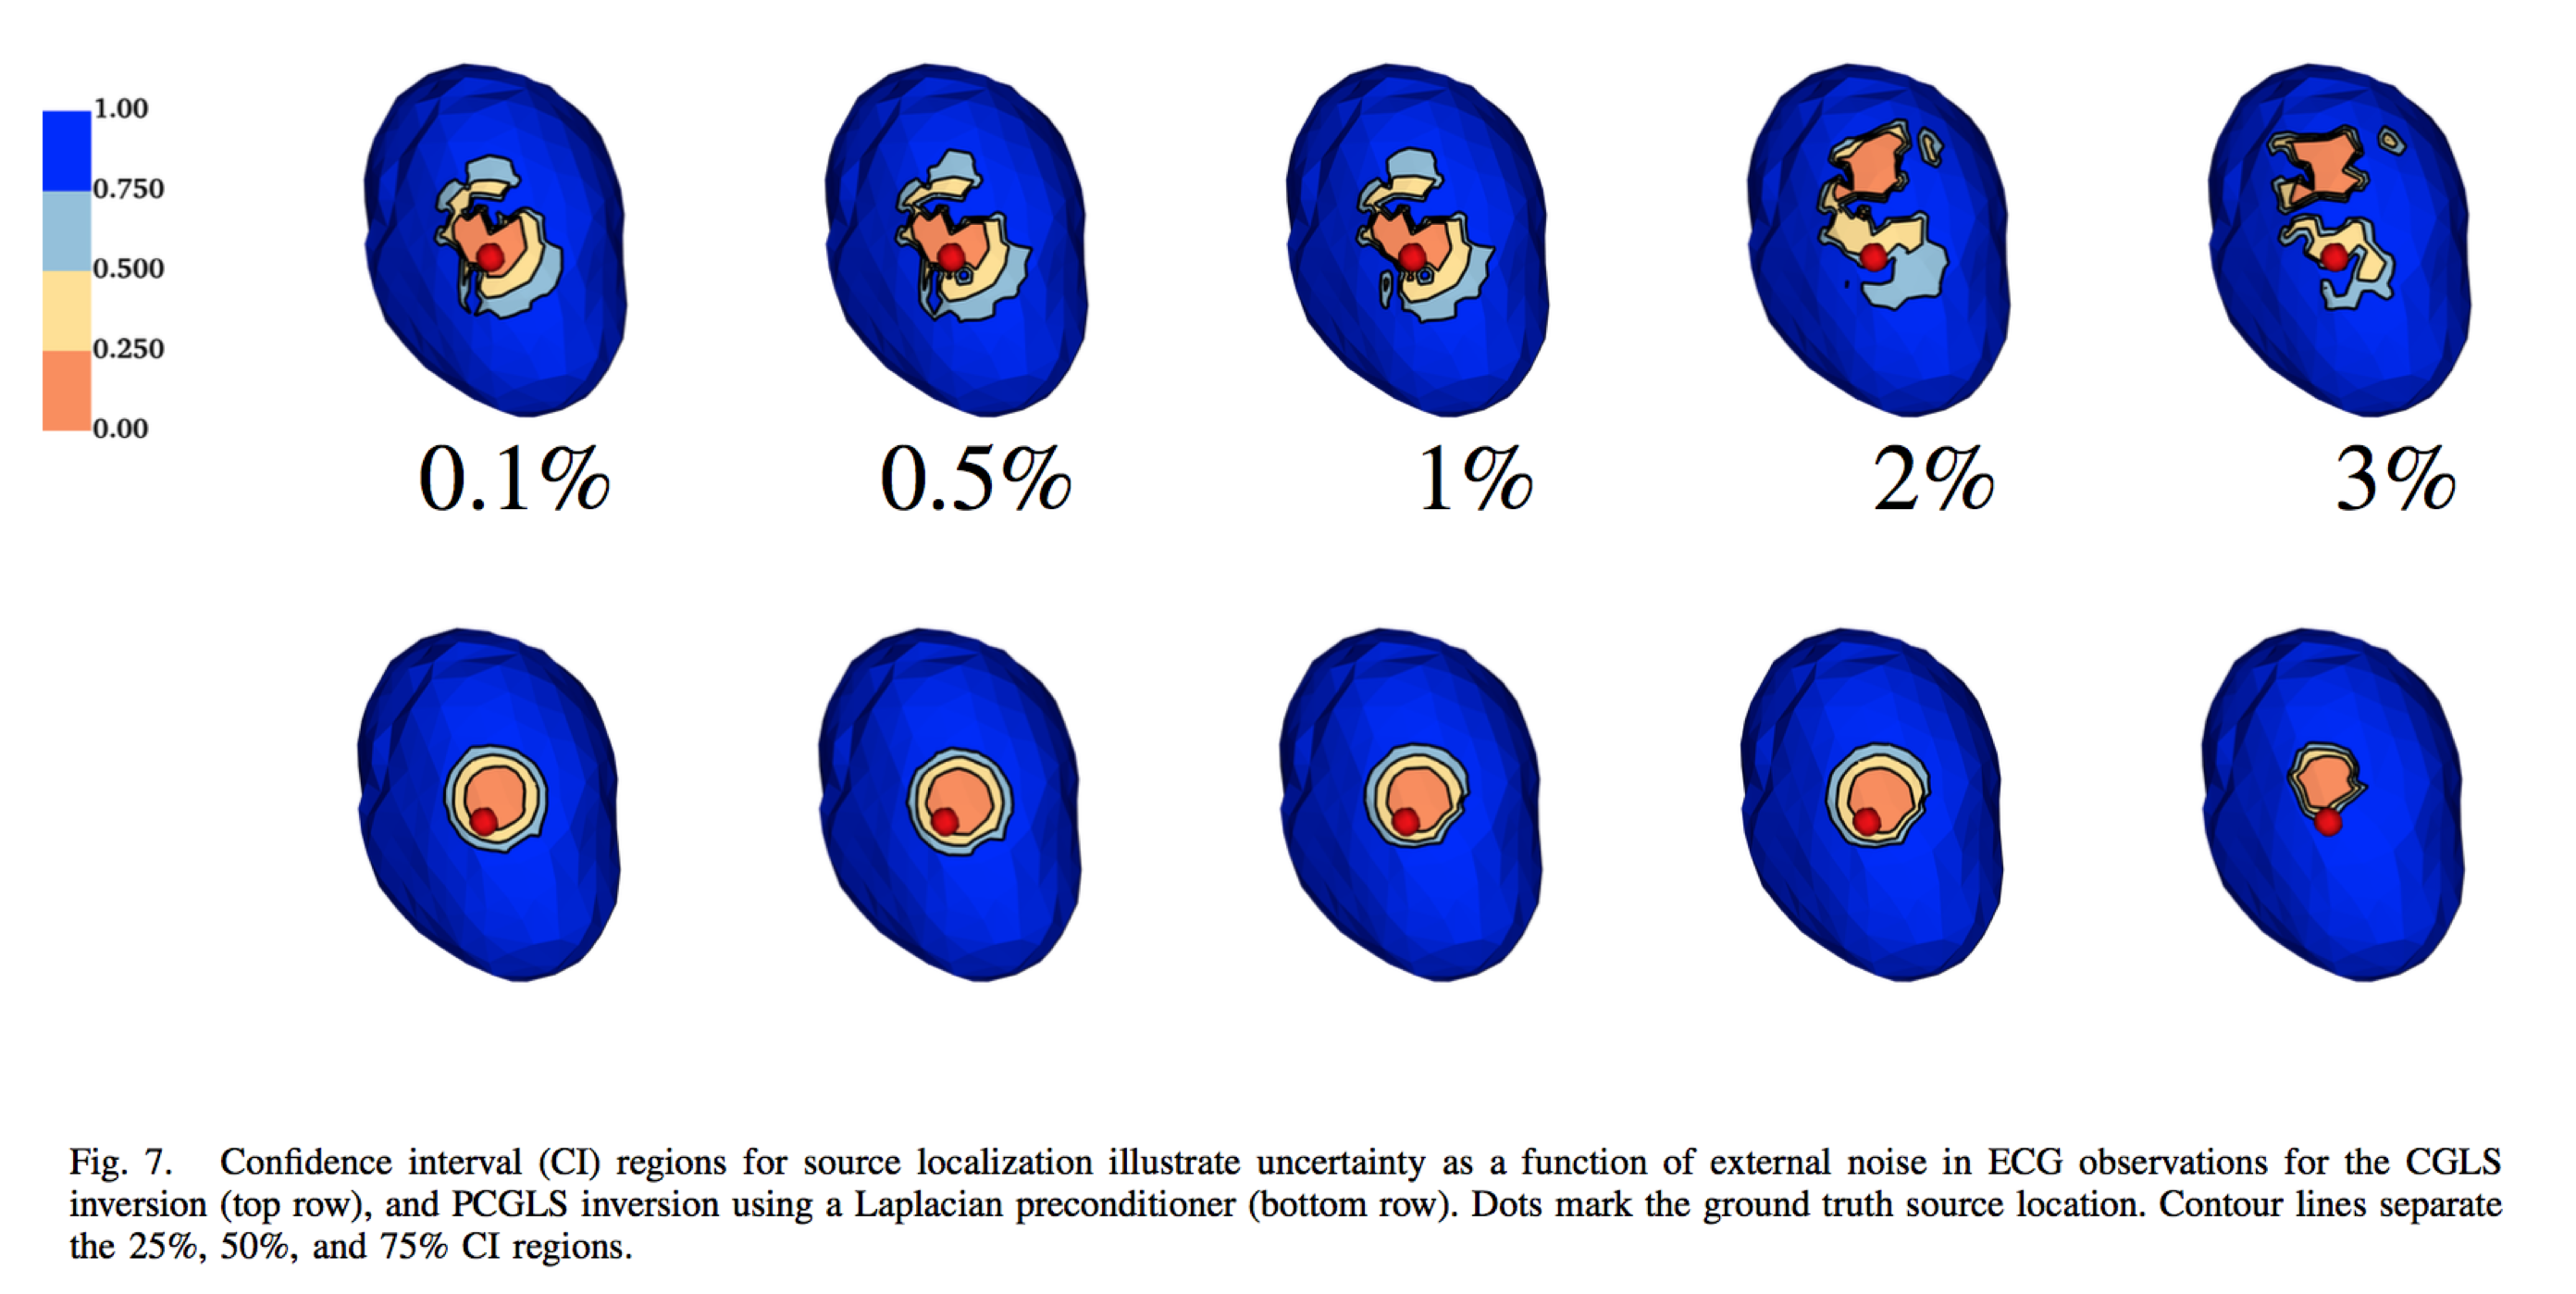 1.00
0.750
0.500
0.250
0.00
0.1% 0.5% 1% 2% 3%
Fig. 7. Confidence interval (CI) regions for source localization illustrate uncertainty as a function of external noise in ECG observations for the CGLS
inversion (top row), and PCGLS inversion using a Laplacian preconditioner (bottom row). Dots mark the ground truth source location. Contour lines separate
the 25%, 50%, and 75% CI regions.